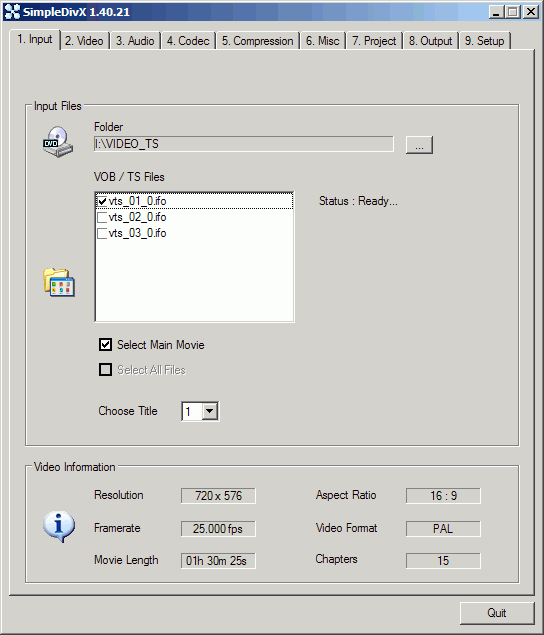 SimpleDivX 1.40.21
1. Input 2. Video 3. Audio 4. Codec 5. Compression 6. Misc 7. Project 8. Output 9. Setup
Input Files
DVD
Folder
I:\VIDEO_TS
...
VOB / TS Files
vts_01_0.ifo
Status : Ready...
vts_02_0.ifo
vts_03_0.ifo
Select Main Movie
Select All Files
Choose Title 1
Video Information
Resolution 720 x 576 Aspect Ratio 16 : 9
Framerate 25.000 fps Video Format PAL
Movie Length 01h 30m 25s Chapters 15
Quit